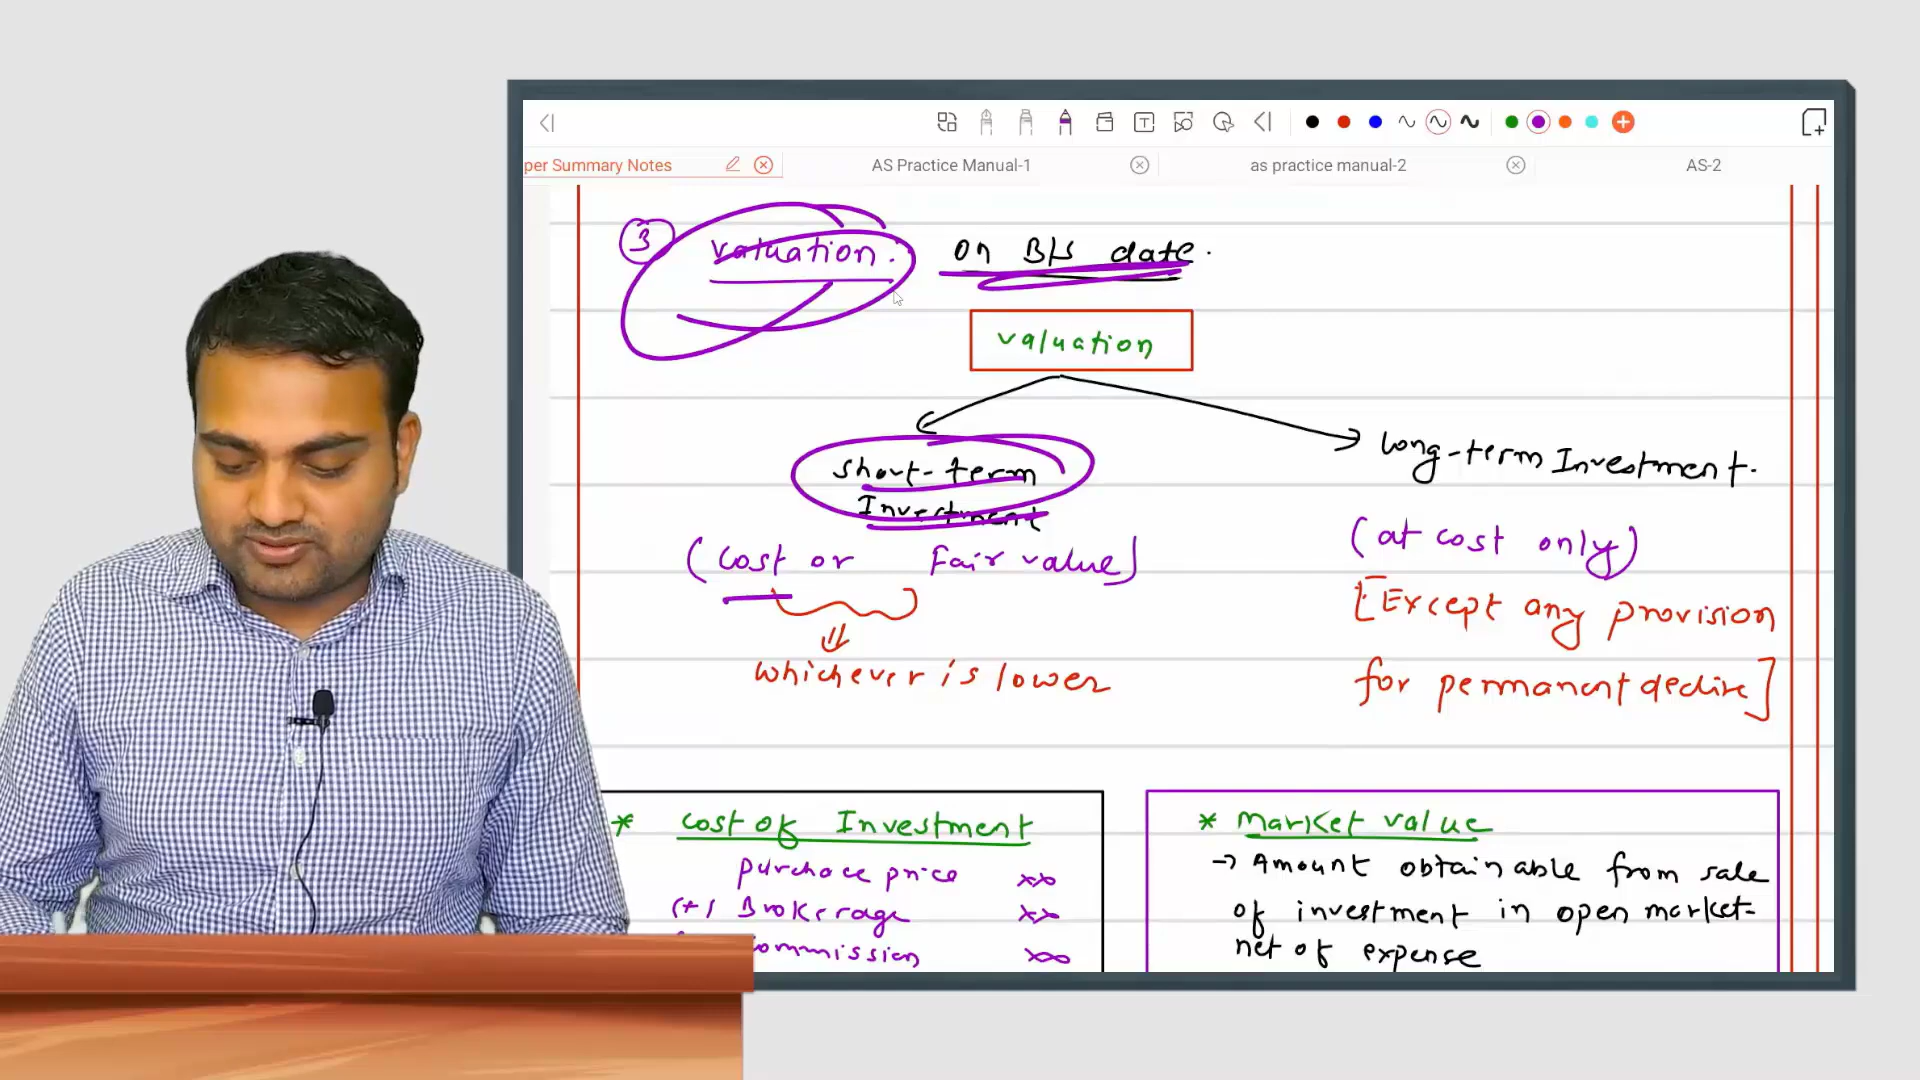 per Summary Notes
AS Practice Manual-1
as practice manual-2
AS-2
3 valuation: on B/S date.
valuation
short-term
Investment
Long-term Investment.
(cost or Fair value)
whichever is lower
(at cost only)
[Except any provision
for permanent decline]
* cost of Investment
purchace price xx
(+) Brokerage xx
commission xx
* market value
→ Amount obtainable from sale
of investment in open market-
net of expense